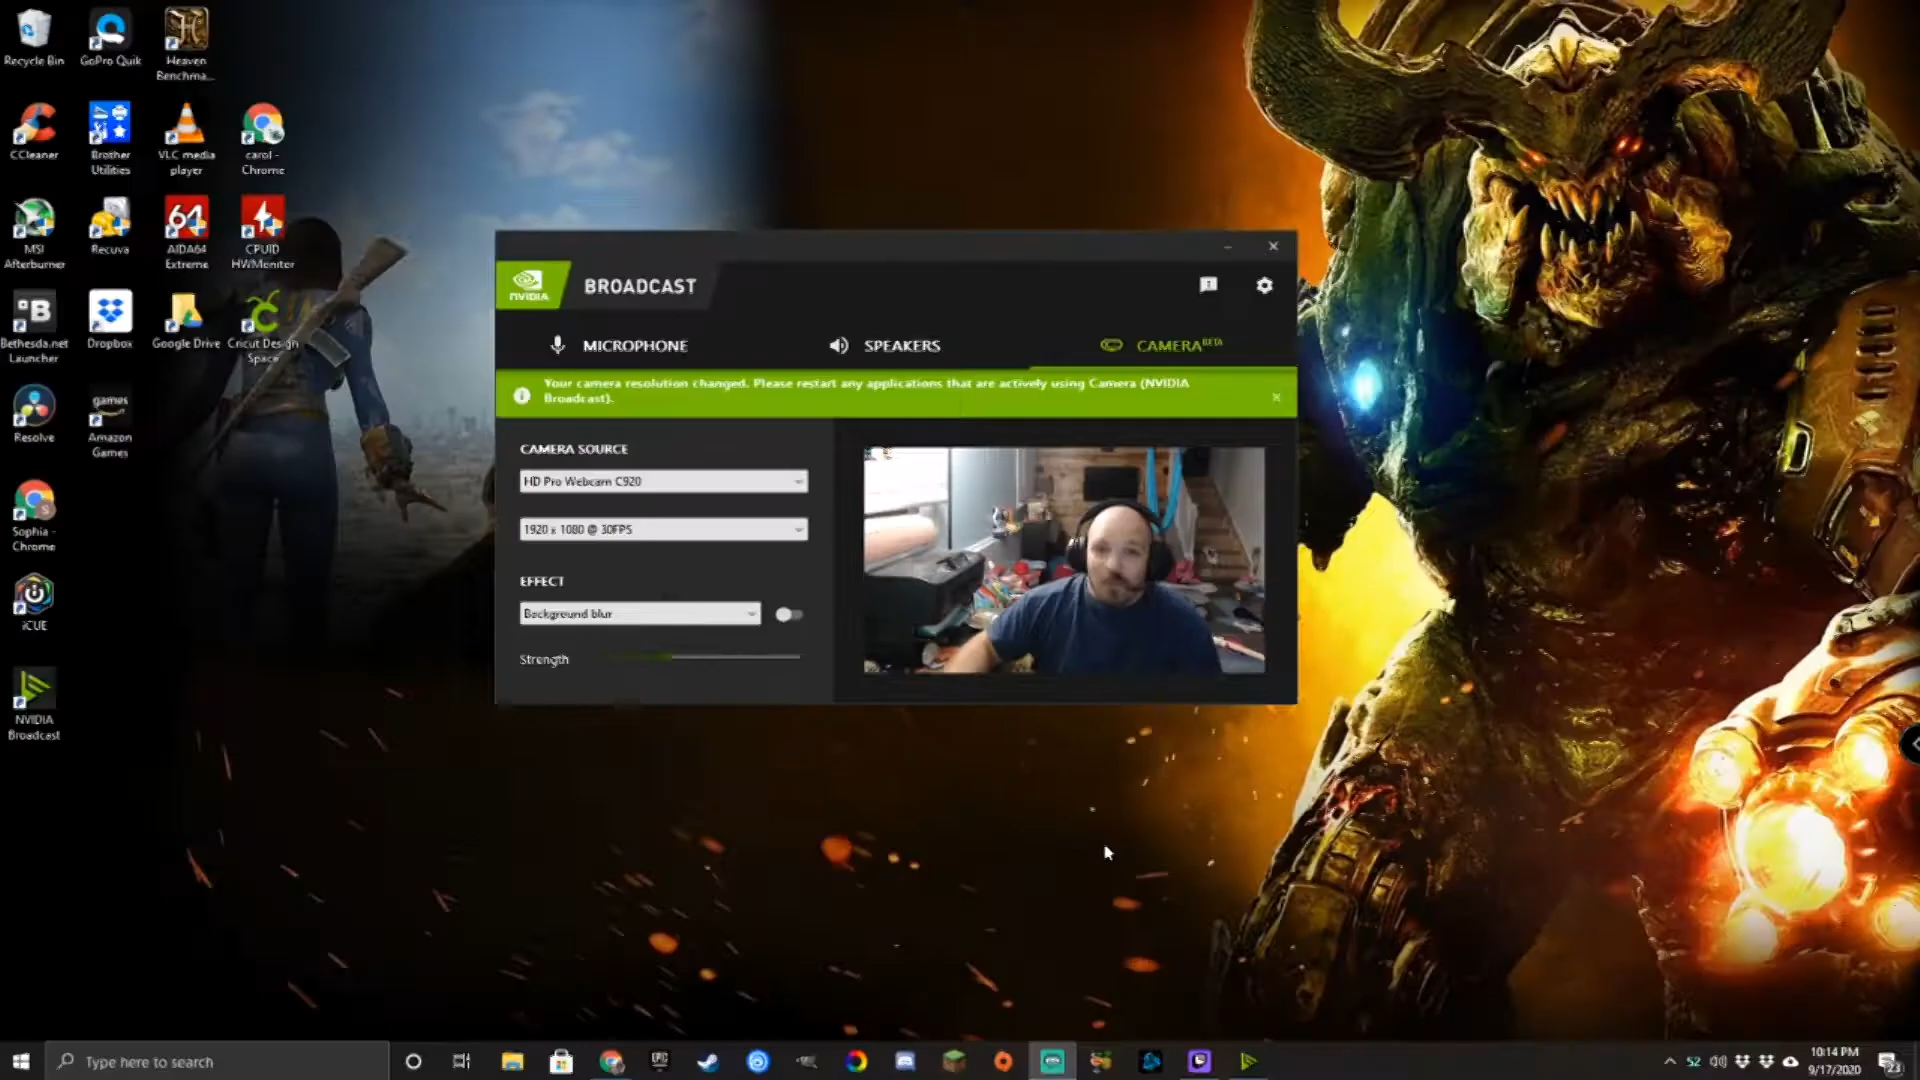 Recycle Bin
GoPro Quik
Heaven
Benchma...
CCleaner
Brother
Utilities
VLC media
player
carol -
Chrome
MSI
Afterburner
Recuva
64
AIDA64
Extreme
CPUID
HWMonitor
B
Bethesda.net
Launcher
Dropbox
Google Drive
Cricut Design
Space
Resolve
games
Amazon
Games
S
Sophia -
Chrome
iCUE
NVIDIA
Broadcast
NVIDIA
BROADCAST
MICROPHONE
SPEAKERS
CAMERA BETA
Your camera resolution changed. Please restart any applications that are actively using Camera (NVIDIA
Broadcast).
CAMERA SOURCE
HD Pro Webcam C920
1920 x 1080 @ 30FPS
EFFECT
Background blur
Strength
Type here to search
EPIC
52
10:14 PM
9/17/2020
23